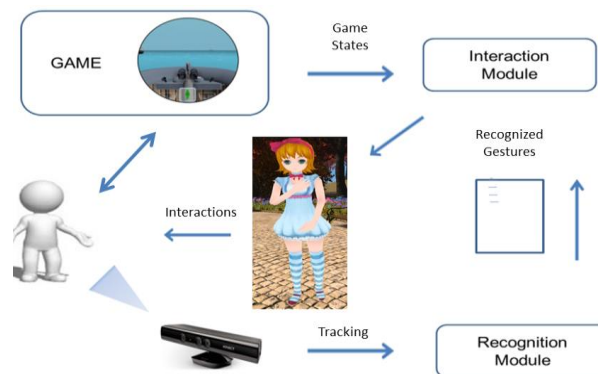 Game
States
GAME
Interaction
Module
Recognized
Gestures
Interactions
Tracking
Recognition
Module